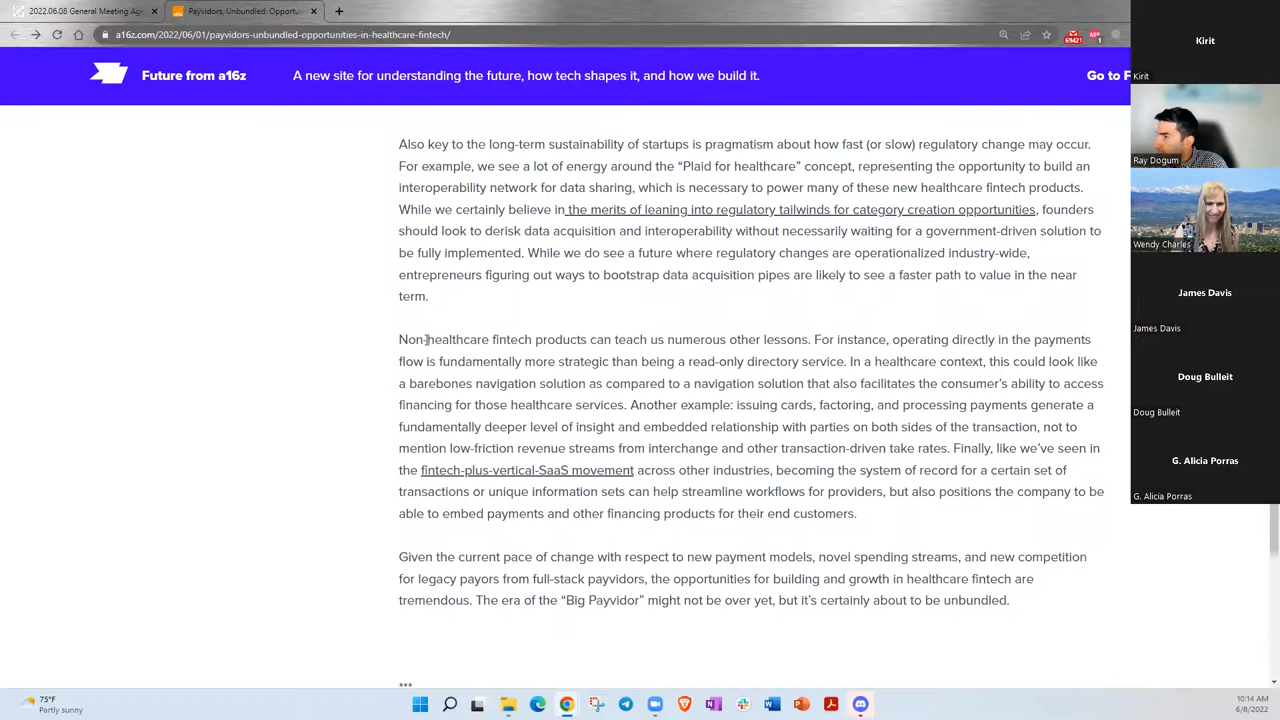 2022.06.08 General Meeting Age
Payvidors, Unbundled: Opportun
a16z.com/2022/06/01/payvidors-unbundled-opportunities-in-healthcare-fintech/
69421
Future from a16z
A new site for understanding the future, how tech shapes it, and how we build it.
Go to F
Also key to the long-term sustainability of startups is pragmatism about how fast (or slow) regulatory change may occur.
For example, we see a lot of energy around the “Plaid for healthcare” concept, representing the opportunity to build an
interoperability network for data sharing, which is necessary to power many of these new healthcare fintech products.
While we certainly believe in the merits of leaning into regulatory tailwinds for category creation opportunities, founders
should look to derisk data acquisition and interoperability without necessarily waiting for a government-driven solution to
be fully implemented. While we do see a future where regulatory changes are operationalized industry-wide,
entrepreneurs figuring out ways to bootstrap data acquisition pipes are likely to see a faster path to value in the near
term.
Non-healthcare fintech products can teach us numerous other lessons. For instance, operating directly in the payments
flow is fundamentally more strategic than being a read-only directory service. In a healthcare context, this could look like
a barebones navigation solution as compared to a navigation solution that also facilitates the consumer’s ability to access
financing for those healthcare services. Another example: issuing cards, factoring, and processing payments generate a
fundamentally deeper level of insight and embedded relationship with parties on both sides of the transaction, not to
mention low-friction revenue streams from interchange and other transaction-driven take rates. Finally, like we’ve seen in
the fintech-plus-vertical-SaaS movement across other industries, becoming the system of record for a certain set of
transactions or unique information sets can help streamline workflows for providers, but also positions the company to be
able to embed payments and other financing products for their end customers.
Given the current pace of change with respect to new payment models, novel spending streams, and new competition
for legacy payors from full-stack payvidors, the opportunities for building and growth in healthcare fintech are
tremendous. The era of the “Big Payvidor” might not be over yet, but it’s certainly about to be unbundled.
***
Kirit
Kirit
Ray Dogum
Wendy Charles
James Davis
James Davis
Doug Bulleit
Doug Bulleit
G. Alicia Porras
G. Alicia Porras
75°F
Partly sunny
10:14 AM
6/8/2022